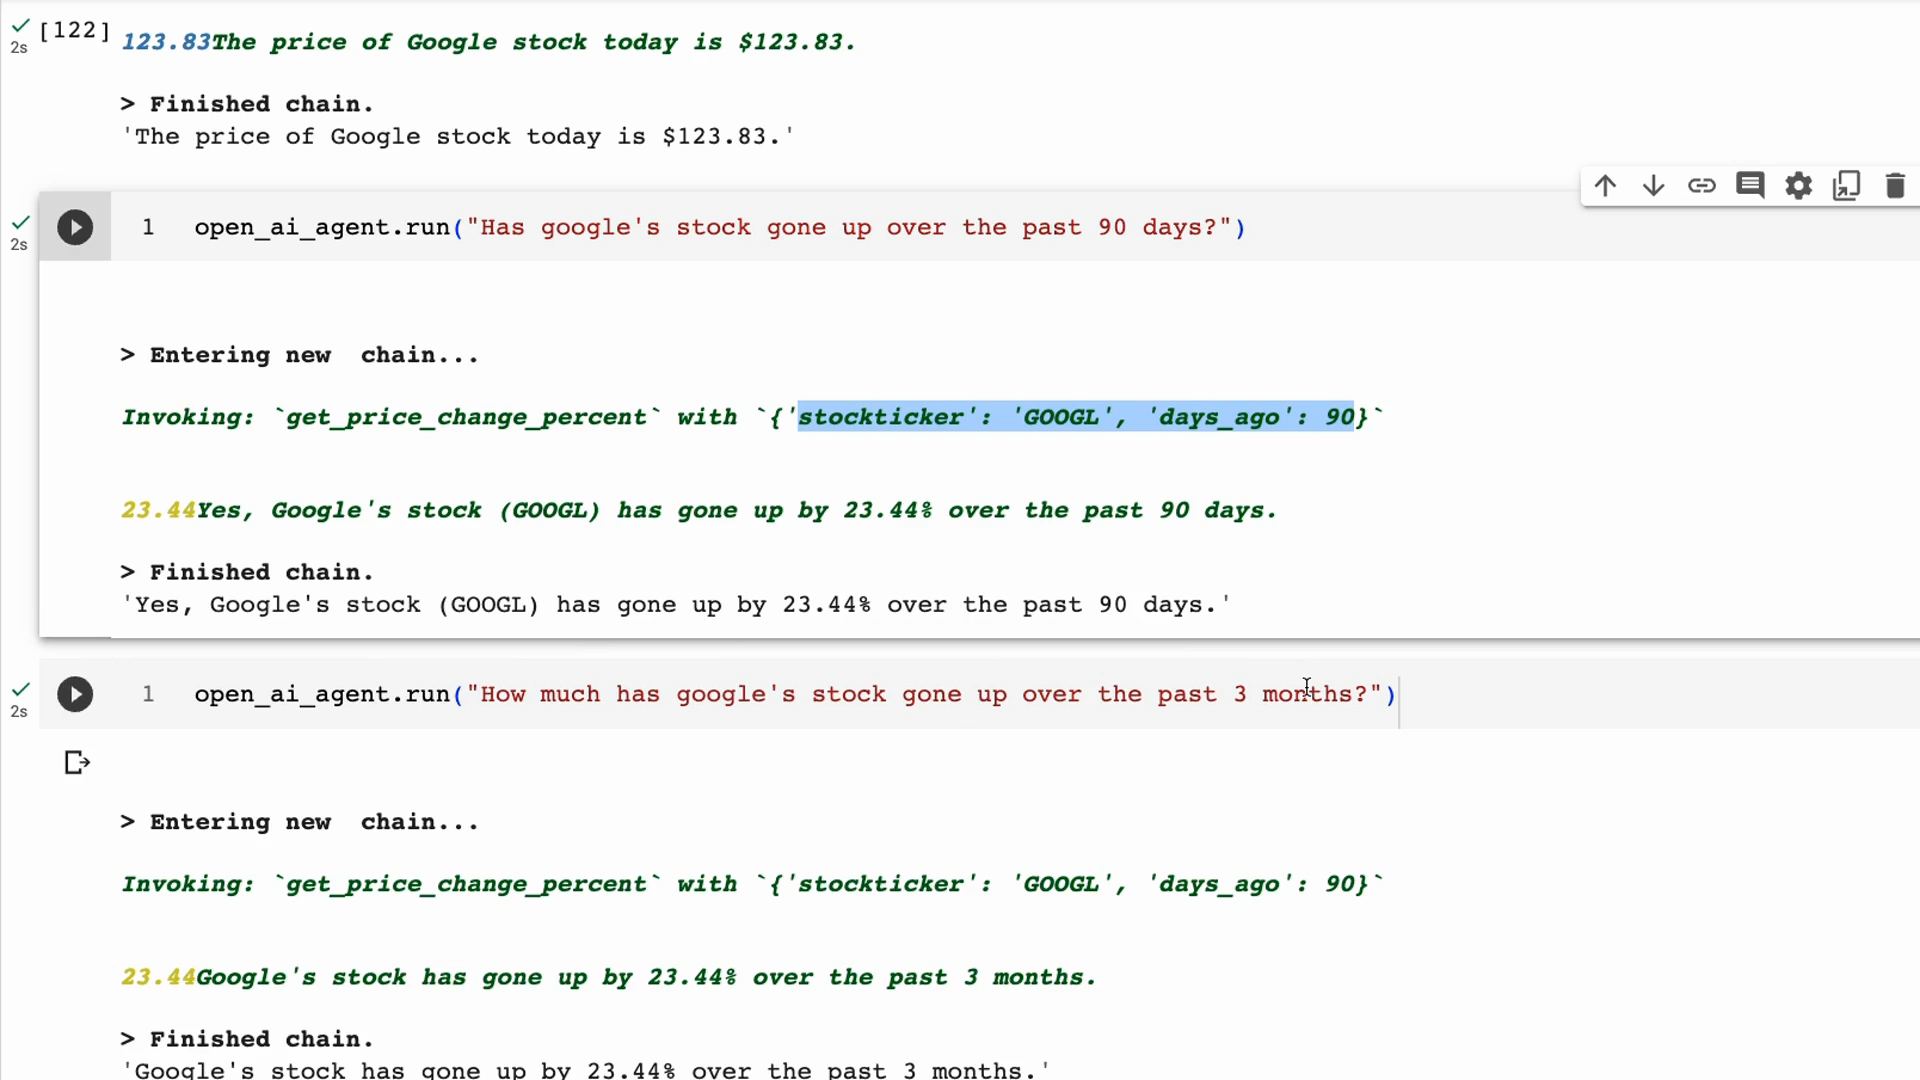 [122] 123.83The price of Google stock today is $123.83.
2s
> Finished chain.
'The price of Google stock today is $123.83.'
1 open_ai_agent.run("Has google's stock gone up over the past 90 days?")
2s
> Entering new  chain...
Invoking: `get_price_change_percent` with `{'stockticker': 'GOOGL', 'days_ago': 90}`
23.44Yes, Google's stock (GOOGL) has gone up by 23.44% over the past 90 days.
> Finished chain.
'Yes, Google's stock (GOOGL) has gone up by 23.44% over the past 90 days.'
1 open_ai_agent.run("How much has google's stock gone up over the past 3 months?")
2s
> Entering new  chain...
Invoking: `get_price_change_percent` with `{'stockticker': 'GOOGL', 'days_ago': 90}`
23.44Google's stock has gone up by 23.44% over the past 3 months.
> Finished chain.
'Google's stock has gone up by 23.44% over the past 3 months.'